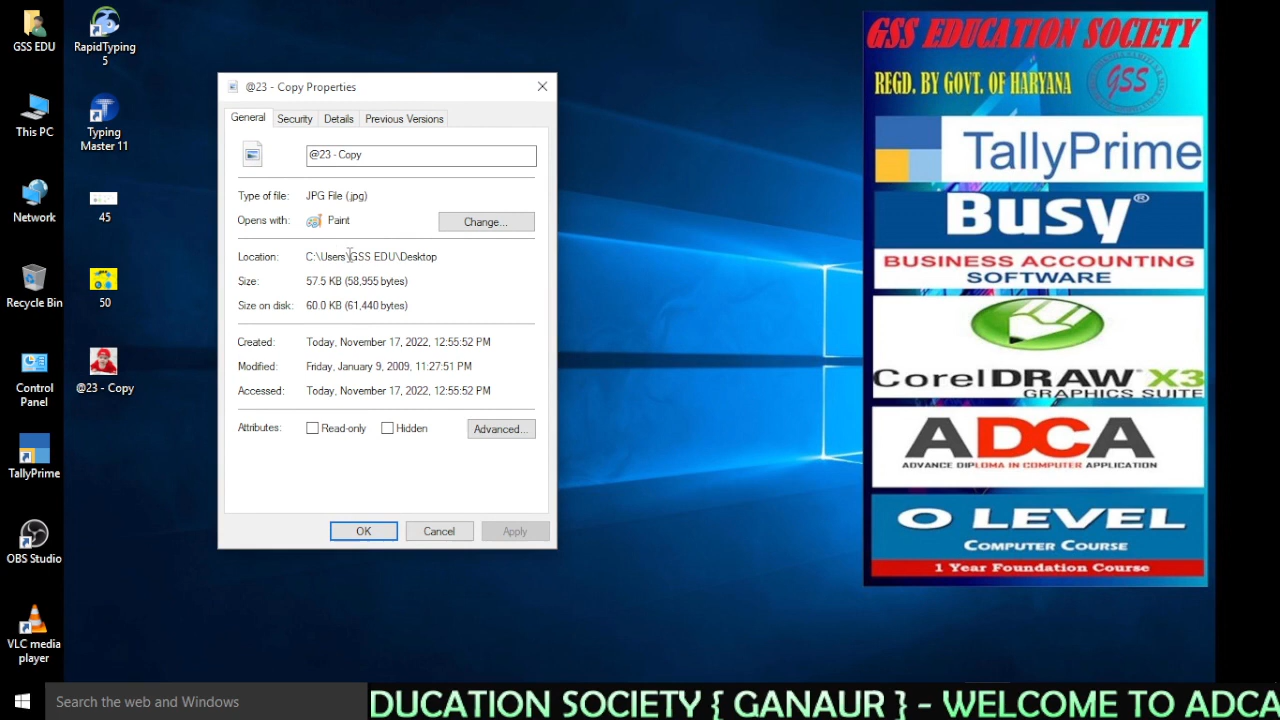 GSS EDU
RapidTyping
5
This PC
Typing
Master 11
Network
45
Recycle Bin
50
Control
Panel
@23 - Copy
TallyPrime
OBS Studio
VLC media
player
@23 - Copy Properties
General
Security
Details
Previous Versions
@23 - Copy
Type of file:
JPG File (.jpg)
Opens with:
Paint
Change...
Location:
C:\Users\GSS EDU\Desktop
Size:
57.5 KB (58,955 bytes)
Size on disk:
60.0 KB (61,440 bytes)
Created:
Today, November 17, 2022, 12:55:52 PM
Modified:
Friday, January 9, 2009, 11:27:51 PM
Accessed:
Today, November 17, 2022, 12:55:52 PM
Attributes:
Read-only
Hidden
Advanced...
OK
Cancel
Apply
GSS EDUCATION SOCIETY
REGD. BY GOVT. OF HARYANA
GSS
TallyPrime
Busy®
BUSINESS ACCOUNTING
SOFTWARE
CorelDRAW® X3
GRAPHICS SUITE
ADCA
ADVANCE DIPLOMA IN COMPUTER APPLICATION
O LEVEL
COMPUTER COURSE
1 Year Foundation Course
Search the web and Windows
DUCATION SOCIETY { GANAUR } - WELCOME TO ADCA